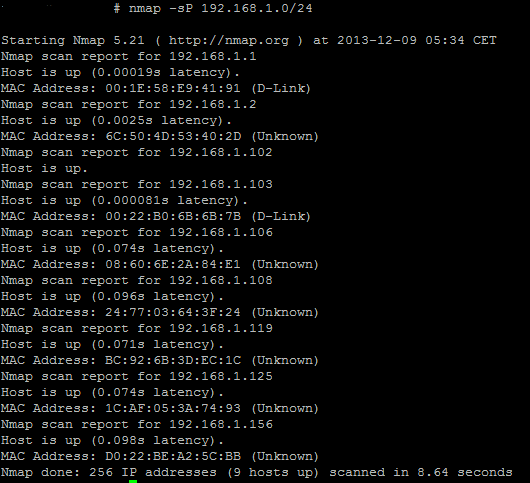 # nmap -sP 192.168.1.0/24
Starting Nmap 5.21 ( http://nmap.org ) at 2013-12-09 05:34 CET
Nmap scan report for 192.168.1.1
Host is up (0.00019s latency).
MAC Address: 00:1E:58:E9:41:91 (D-Link)
Nmap scan report for 192.168.1.2
Host is up (0.0025s latency).
MAC Address: 6C:50:4D:53:40:2D (Unknown)
Nmap scan report for 192.168.1.102
Host is up.
Nmap scan report for 192.168.1.103
Host is up (0.000081s latency).
MAC Address: 00:22:B0:6B:6B:7B (D-Link)
Nmap scan report for 192.168.1.106
Host is up (0.074s latency).
MAC Address: 08:60:6E:2A:84:E1 (Unknown)
Nmap scan report for 192.168.1.108
Host is up (0.096s latency).
MAC Address: 24:77:03:64:3F:24 (Unknown)
Nmap scan report for 192.168.1.119
Host is up (0.071s latency).
MAC Address: BC:92:6B:3D:EC:1C (Unknown)
Nmap scan report for 192.168.1.125
Host is up (0.074s latency).
MAC Address: 1C:AF:05:3A:74:93 (Unknown)
Nmap scan report for 192.168.1.156
Host is up (0.098s latency).
MAC Address: D0:22:BE:A2:5C:BB (Unknown)
Nmap done: 256 IP addresses (9 hosts up) scanned in 8.64 seconds